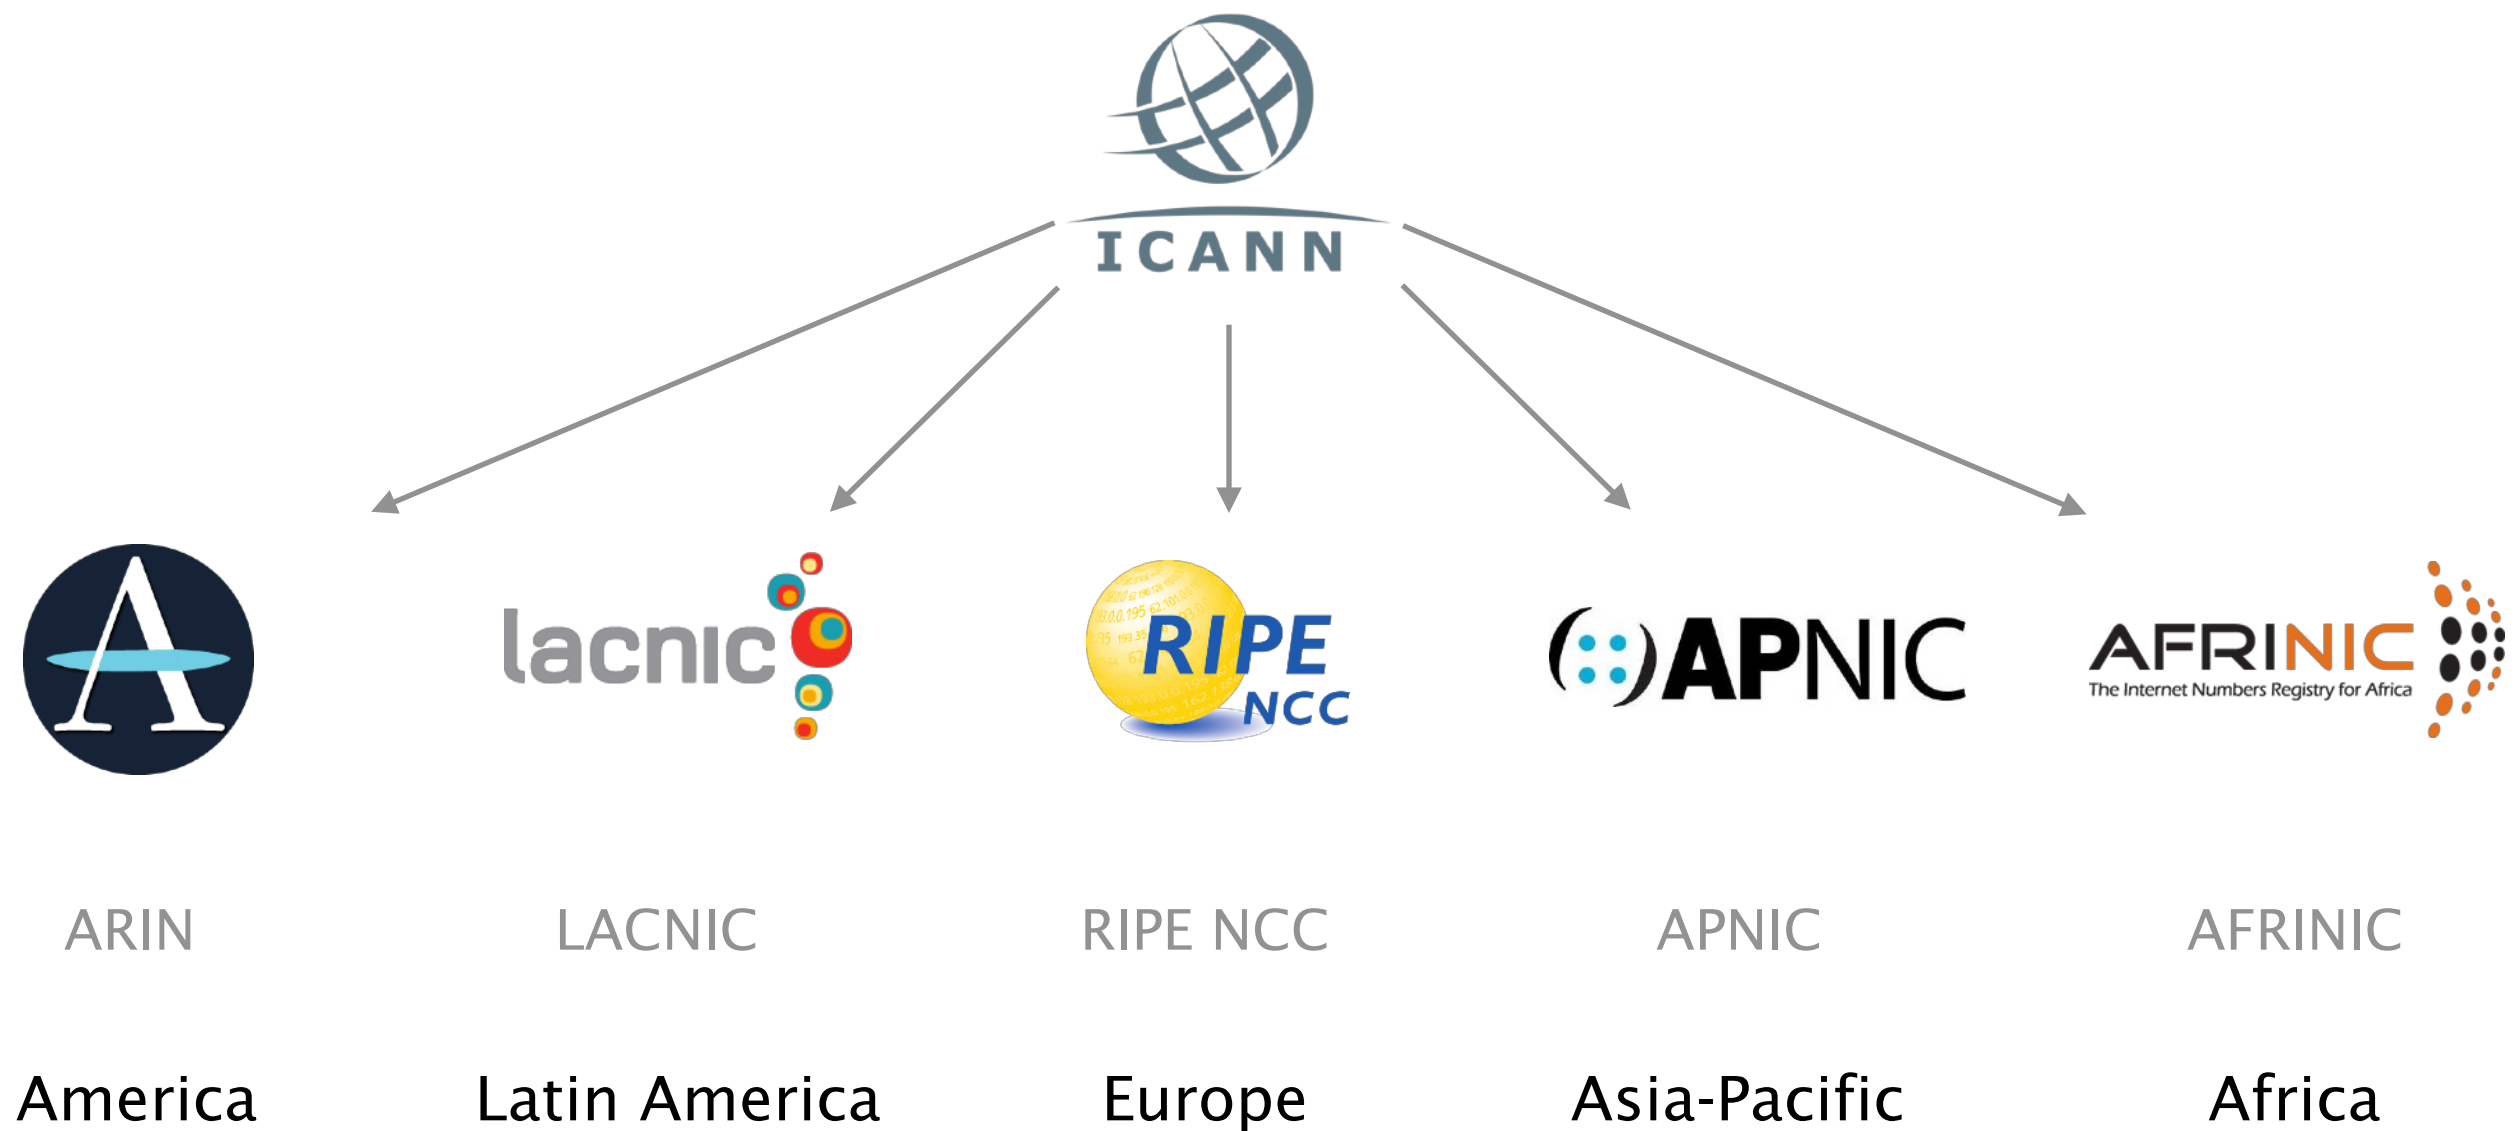 ICANN
lacnic
RIPE
NCC
APNIC
AFRINIC
The Internet Numbers Registry for Africa
ARIN
LACNIC
RIPE NCC
APNIC
AFRINIC
America
Latin America
Europe
Asia-Pacific
Africa